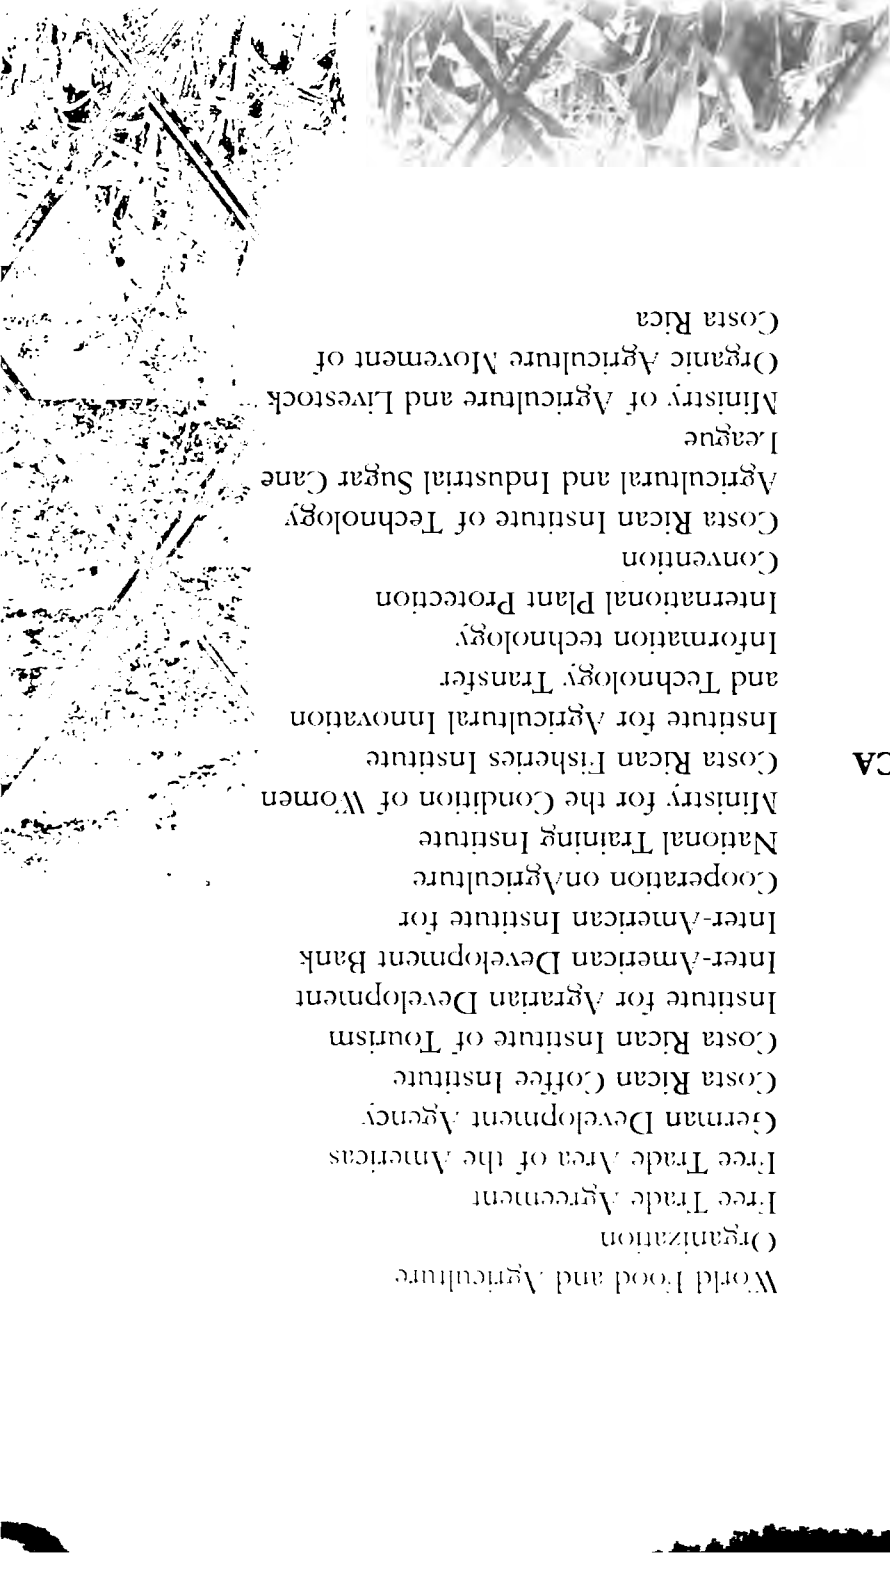 World Food and Agriculture
Organization
Free Trade Agreement
Free Trade Area of the Americas
German Development Agency
Costa Rican Coffee Institute
Costa Rican Institute of Tourism
Institute for Agrarian Development
Inter-American Development Bank
Inter-American Institute for
Cooperation onAgriculture
National Training Institute
Ministry for the Condition of Women
CA
Costa Rican Fisheries Institute
Institute for Agricultural Innovation
and Technology Transfer
Information technology
International Plant Protection
Convention
Costa Rican Institute of Technology
Agricultural and Industrial Sugar Cane
League
Ministry of Agriculture and Livestock
Organic Agriculture Movement of
Costa Rica